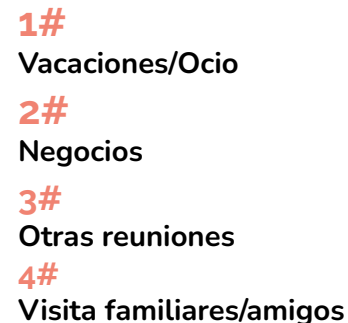 1#
Vacaciones/Ocio
2#
Negocios
3#
Otras reuniones
4#
Visita familiares/amigos